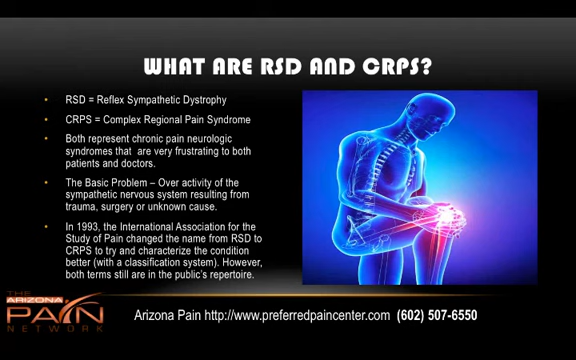 WHAT ARE RSD AND CRPS?
• RSD = Reflex Sympathetic Dystrophy
• CRPS = Complex Regional Pain Syndrome
• Both represent chronic pain neurologic
syndromes that are very frustrating to both
patients and doctors.
• The Basic Problem – Over activity of the
sympathetic nervous system resulting from
trauma, surgery or unknown cause.
• In 1993, the International Association for
the Study of Pain changed the name from RSD to
CRPS to try and characterize the condition
better (with a classification system). However,
both terms still are in the public's repertoire.
THE
ARIZONA
PAIN
NETWORK
Arizona Pain http://www.preferredpaincenter.com (602) 507-6550